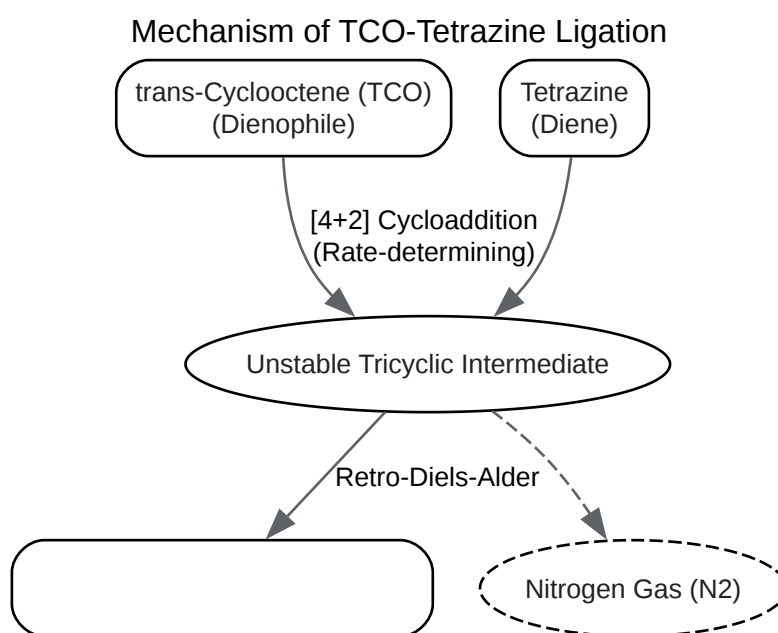 Mechanism of TCO-Tetrazine Ligation
trans-Cyclooctene (TCO)
(Dienophile)
Tetrazine
(Diene)
[4+2] Cycloaddition
(Rate-determining)
Unstable Tricyclic Intermediate
Retro-Diels-Alder
Nitrogen Gas (N2)